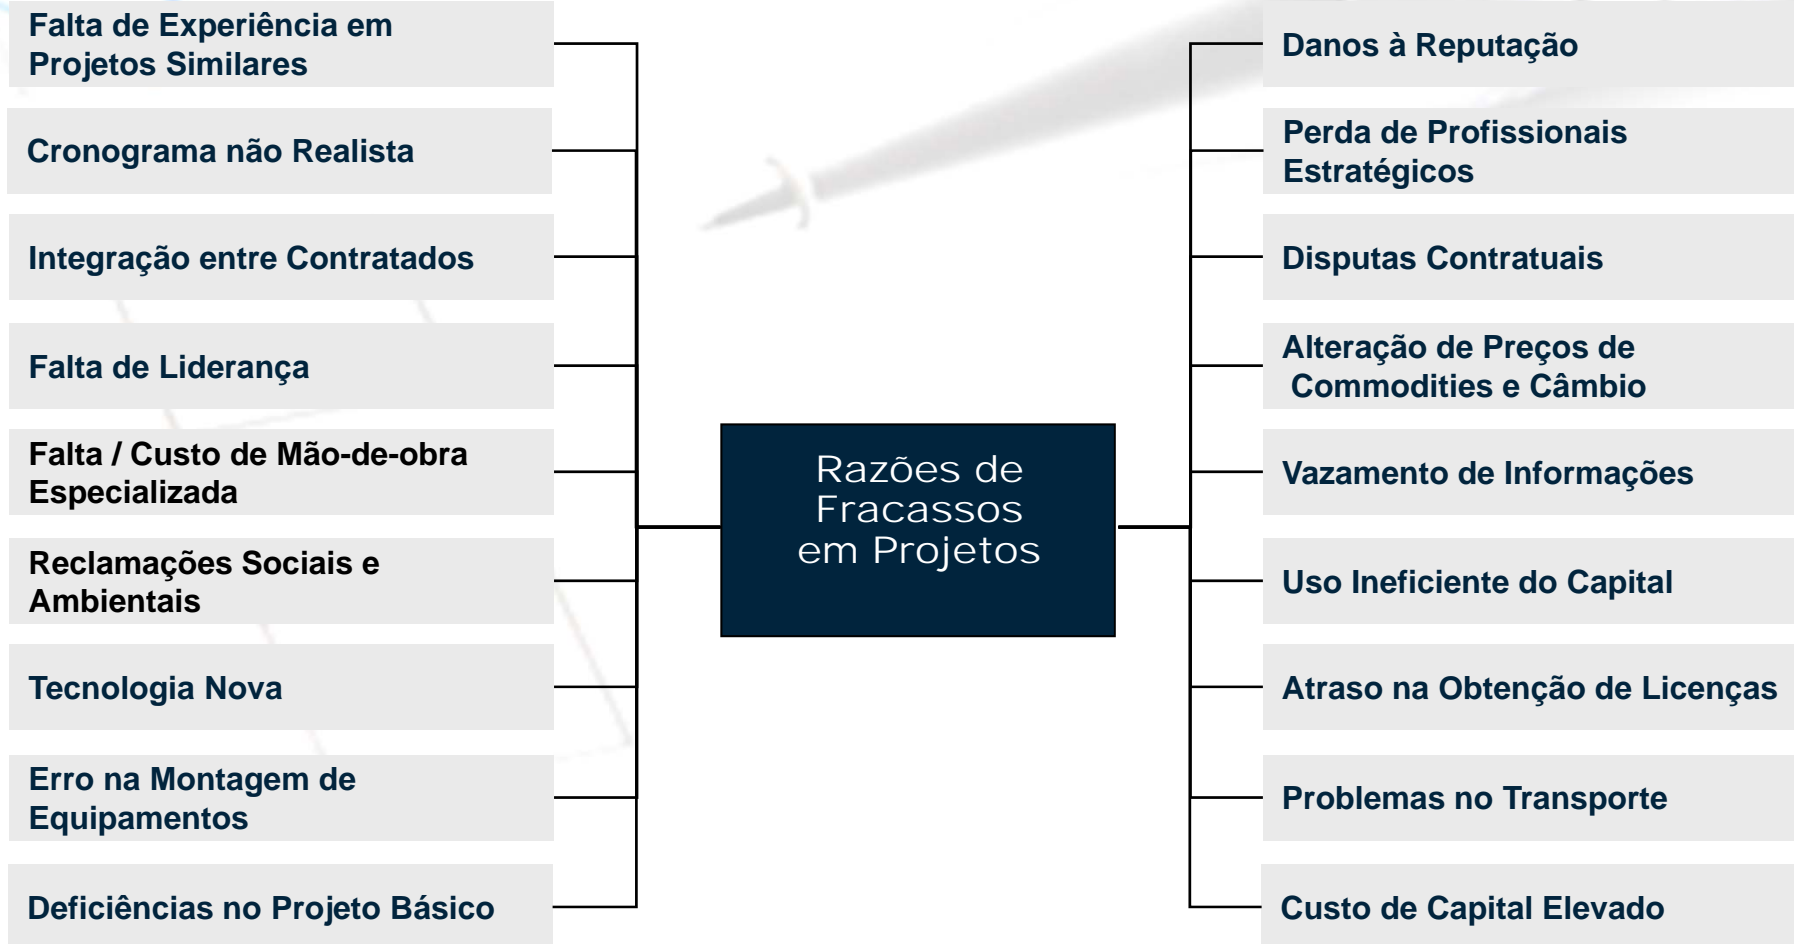 Falta de Experiência em
Projetos Similares
Cronograma não Realista
Integração entre Contratados
Falta de Liderança
Falta / Custo de Mão-de-obra
Especializada
Reclamações Sociais e
Ambientais
Tecnologia Nova
Erro na Montagem de
Equipamentos
Deficiências no Projeto Básico
Razões de
Fracassos
em Projetos
Danos à Reputação
Perda de Profissionais
Estratégicos
Disputas Contratuais
Alteração de Preços de
Commodities e Câmbio
Vazamento de Informações
Uso Ineficiente do Capital
Atraso na Obtenção de Licenças
Problemas no Transporte
Custo de Capital Elevado